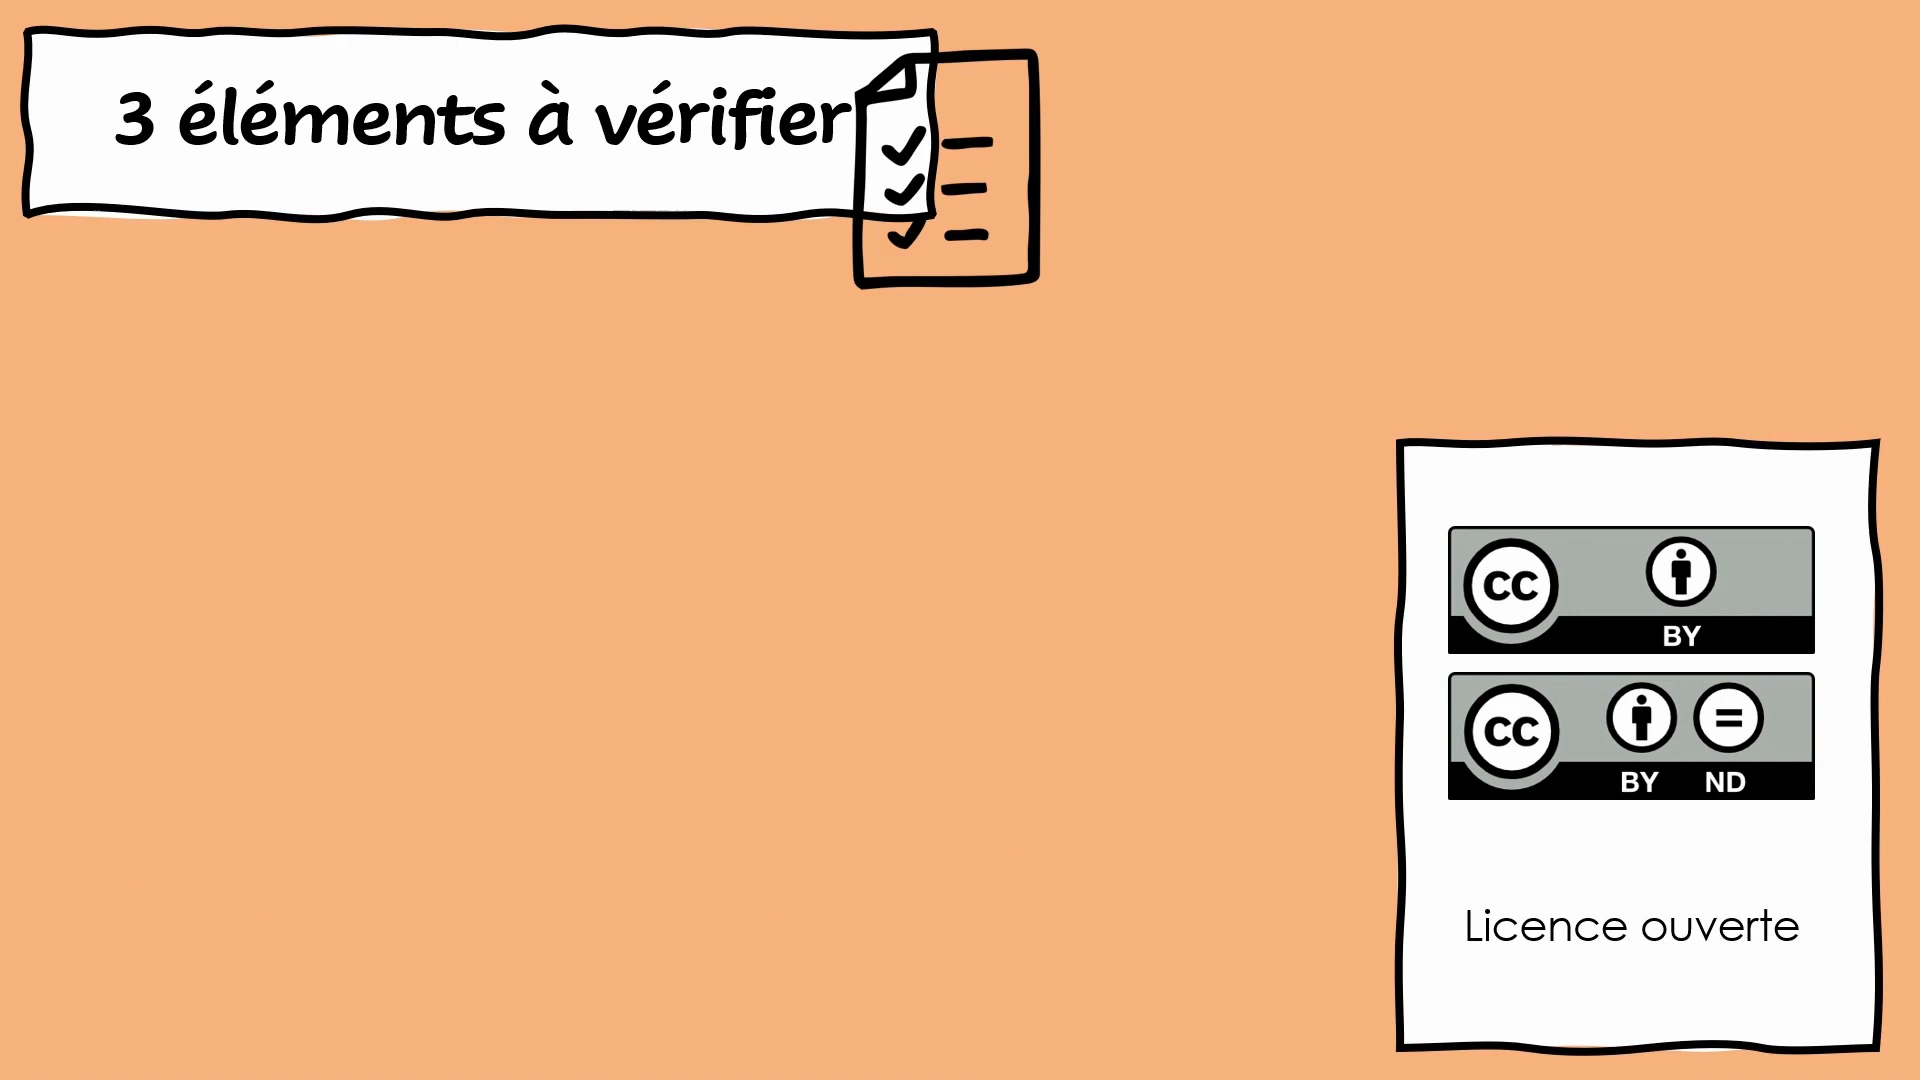 3 éléments à vérifier
cc
BY
cc
BY ND
Licence ouverte